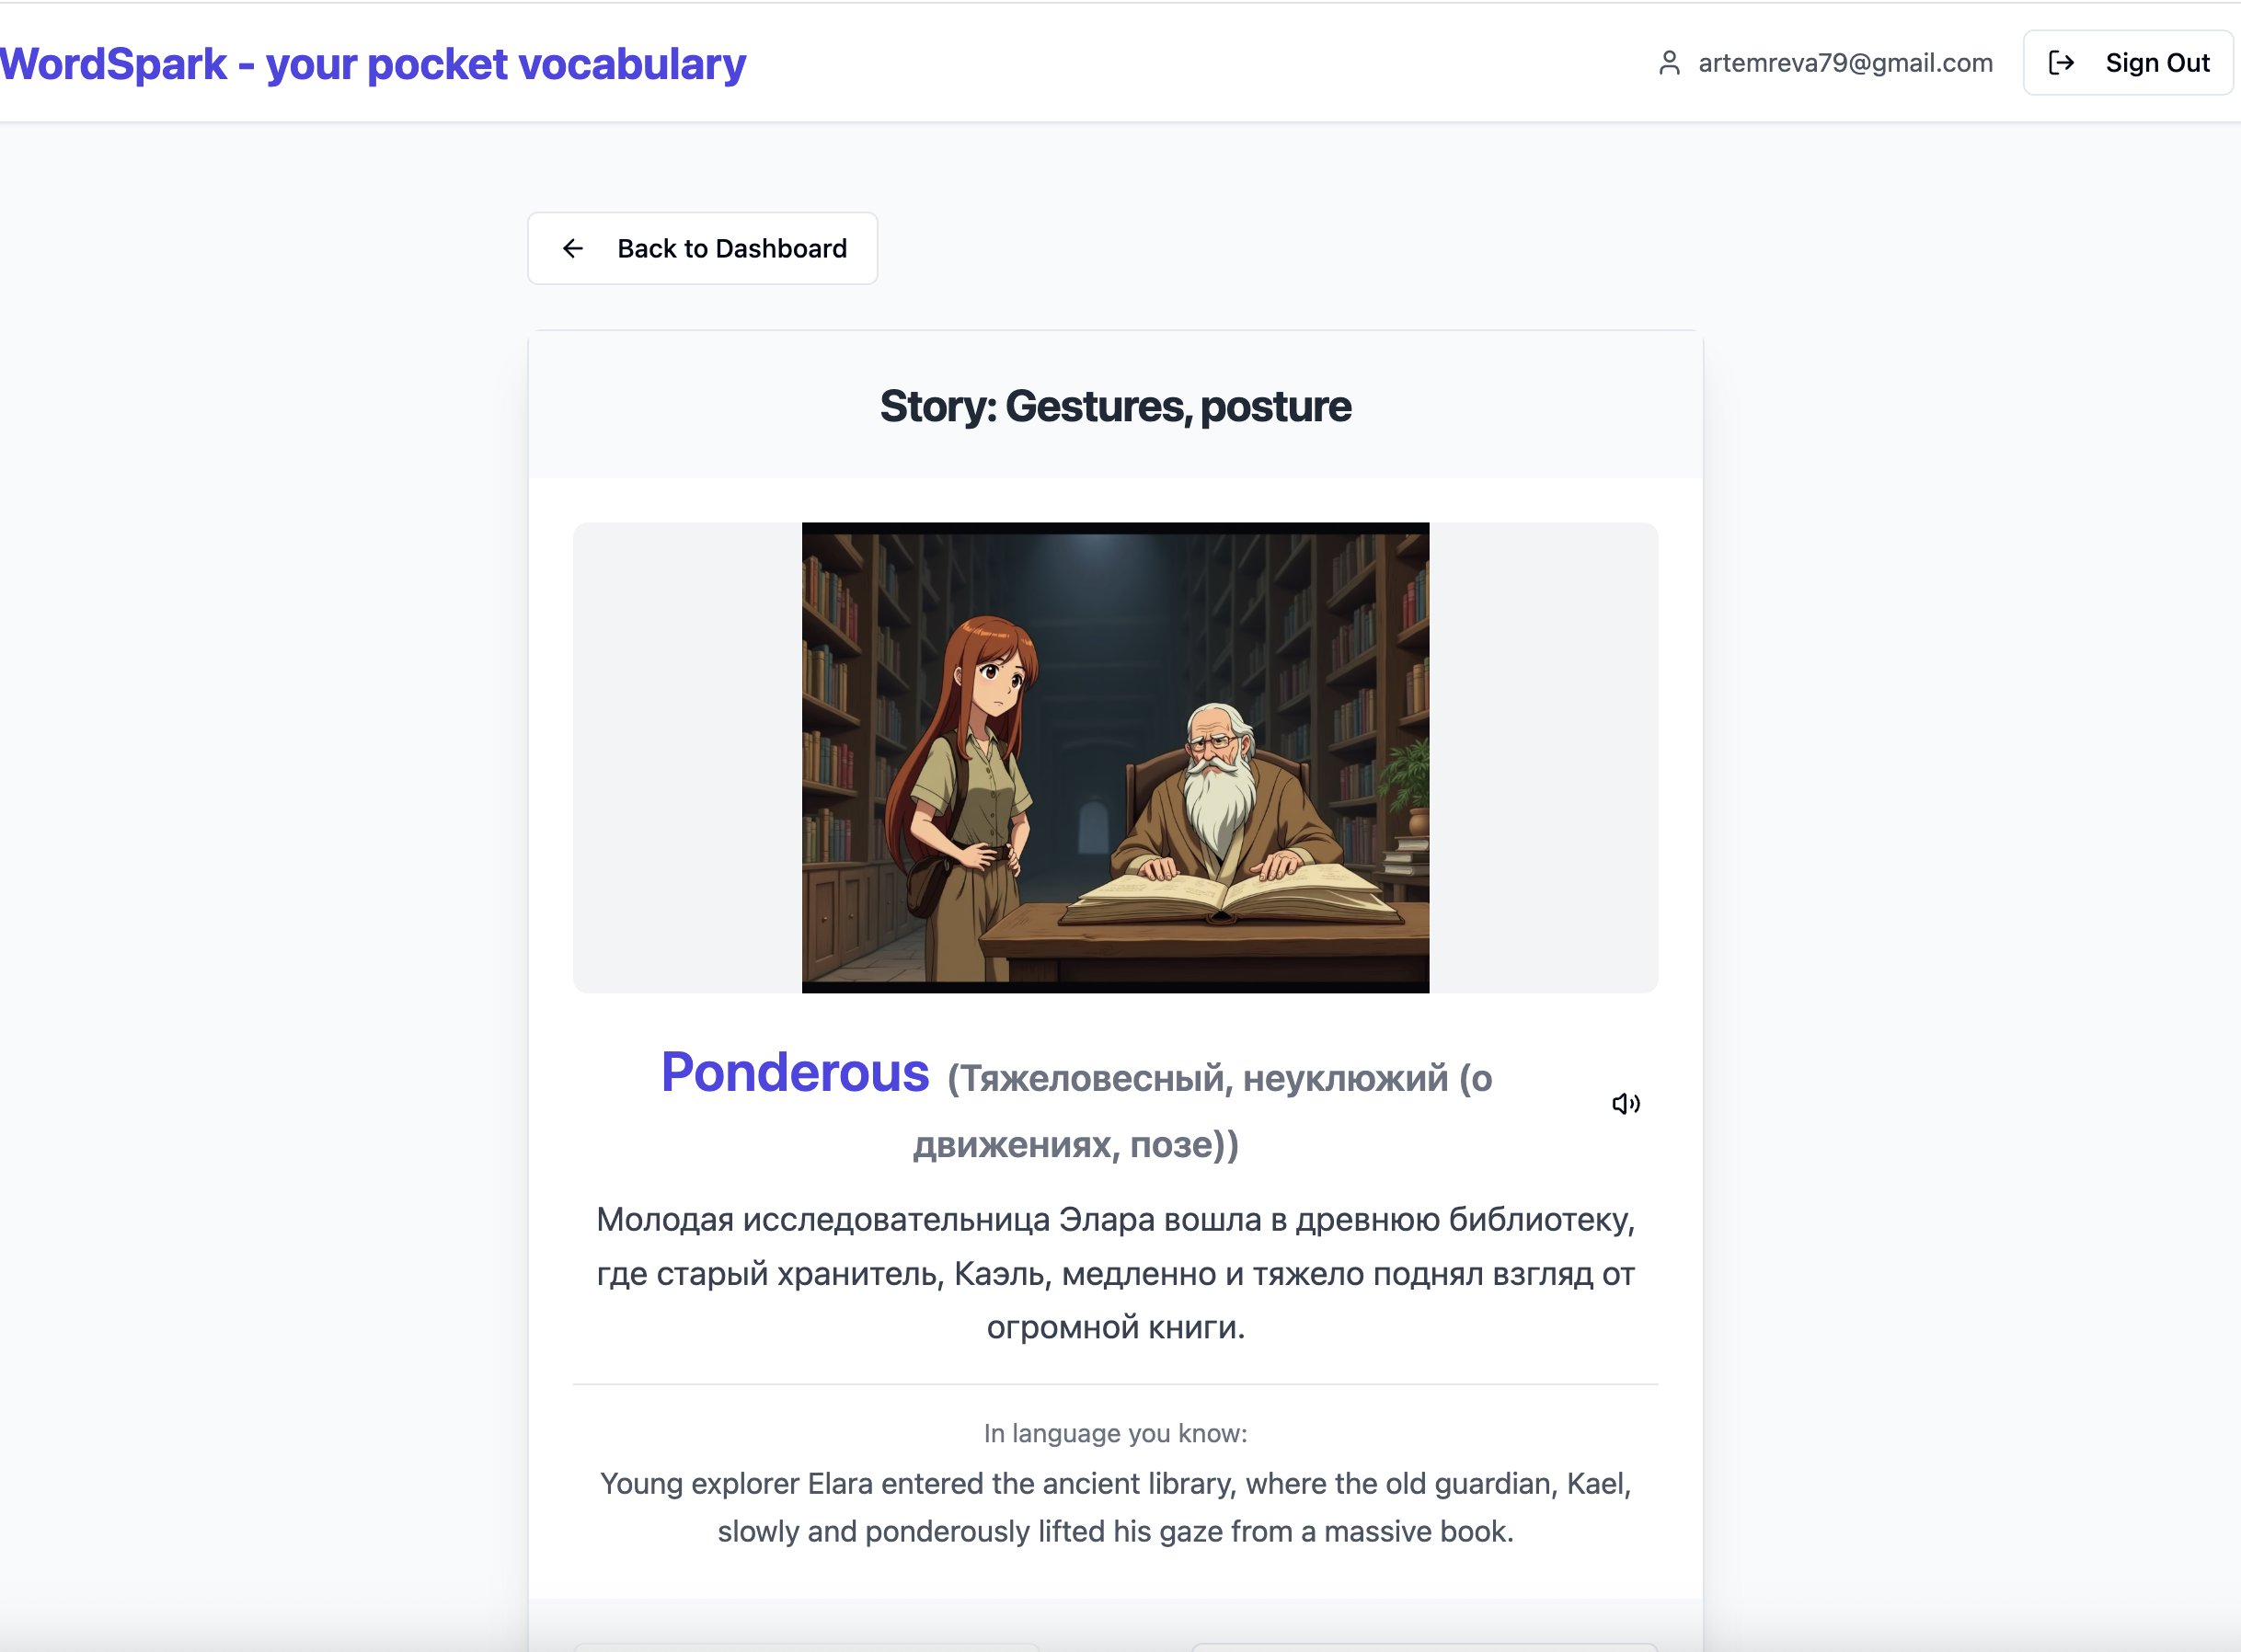 WordSpark - your pocket vocabulary
artemreva79@gmail.com
Sign Out
Back to Dashboard
Story: Gestures, posture
Ponderous (Тяжеловесный, неуклюжий (о
движениях, позе))
Молодая исследовательница Элара вошла в древнюю библиотеку,
где старый хранитель, Каэль, медленно и тяжело поднял взгляд от
огромной книги.
In language you know:
Young explorer Elara entered the ancient library, where the old guardian, Kael,
slowly and ponderously lifted his gaze from a massive book.